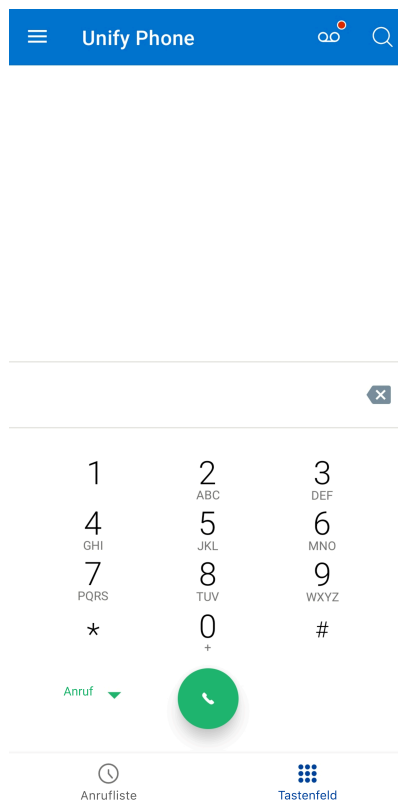 Unify Phone
1 2 3
ABC DEF
4 5 6
GHI JKL MNO
7 8 9
PQRS TUV WXYZ
* 0 #
+
Anruf
Anrufliste Tastenfeld